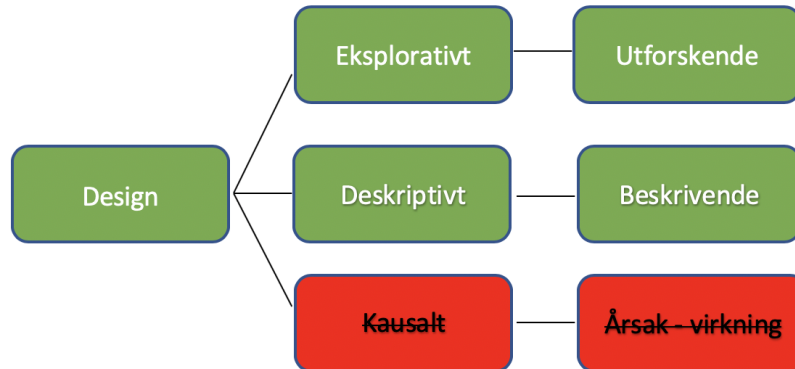 Eksplorativt
Utforskende
Design
Deskriptivt
Beskrivende
Kausalt
Årsak - virkning